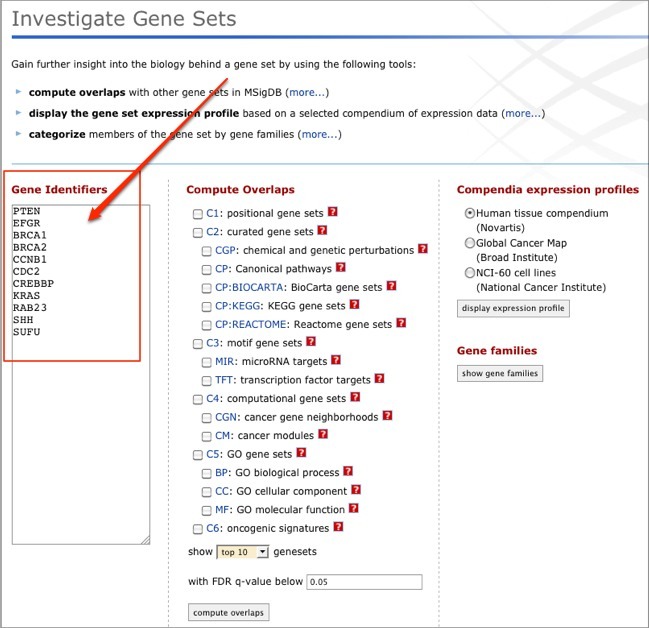 Investigate Gene Sets
Gain further insight into the biology behind a gene set by using the following tools:
compute overlaps with other gene sets in MSigDB (more...)
display the gene set expression profile based on a selected compendium of expression data (more...)
categorize members of the gene set by gene families (more...)
Gene Identifiers
PTEN
EFGR
BRCA1
BRCA2
CCNB1
CDC2
CREBBP
KRAS
RAB23
SHH
SUFU
Compute Overlaps
C1: positional gene sets ?
C2: curated gene sets ?
CGP: chemical and genetic perturbations ?
CP: Canonical pathways ?
CP:BIOCARTA: BioCarta gene sets ?
CP:KEGG: KEGG gene sets ?
CP:REACTOME: Reactome gene sets ?
C3: motif gene sets ?
MIR: microRNA targets ?
TFT: transcription factor targets ?
C4: computational gene sets ?
CGN: cancer gene neighborhoods ?
CM: cancer modules ?
C5: GO gene sets ?
BP: GO biological process ?
CC: GO cellular component ?
MF: GO molecular function ?
C6: oncogenic signatures ?
show top 10 genesets
with FDR q-value below 0.05
compute overlaps
Compendia expression profiles
Human tissue compendium
(Novartis)
Global Cancer Map
(Broad Institute)
NCI-60 cell lines
(National Cancer Institute)
display expression profile
Gene families
show gene families